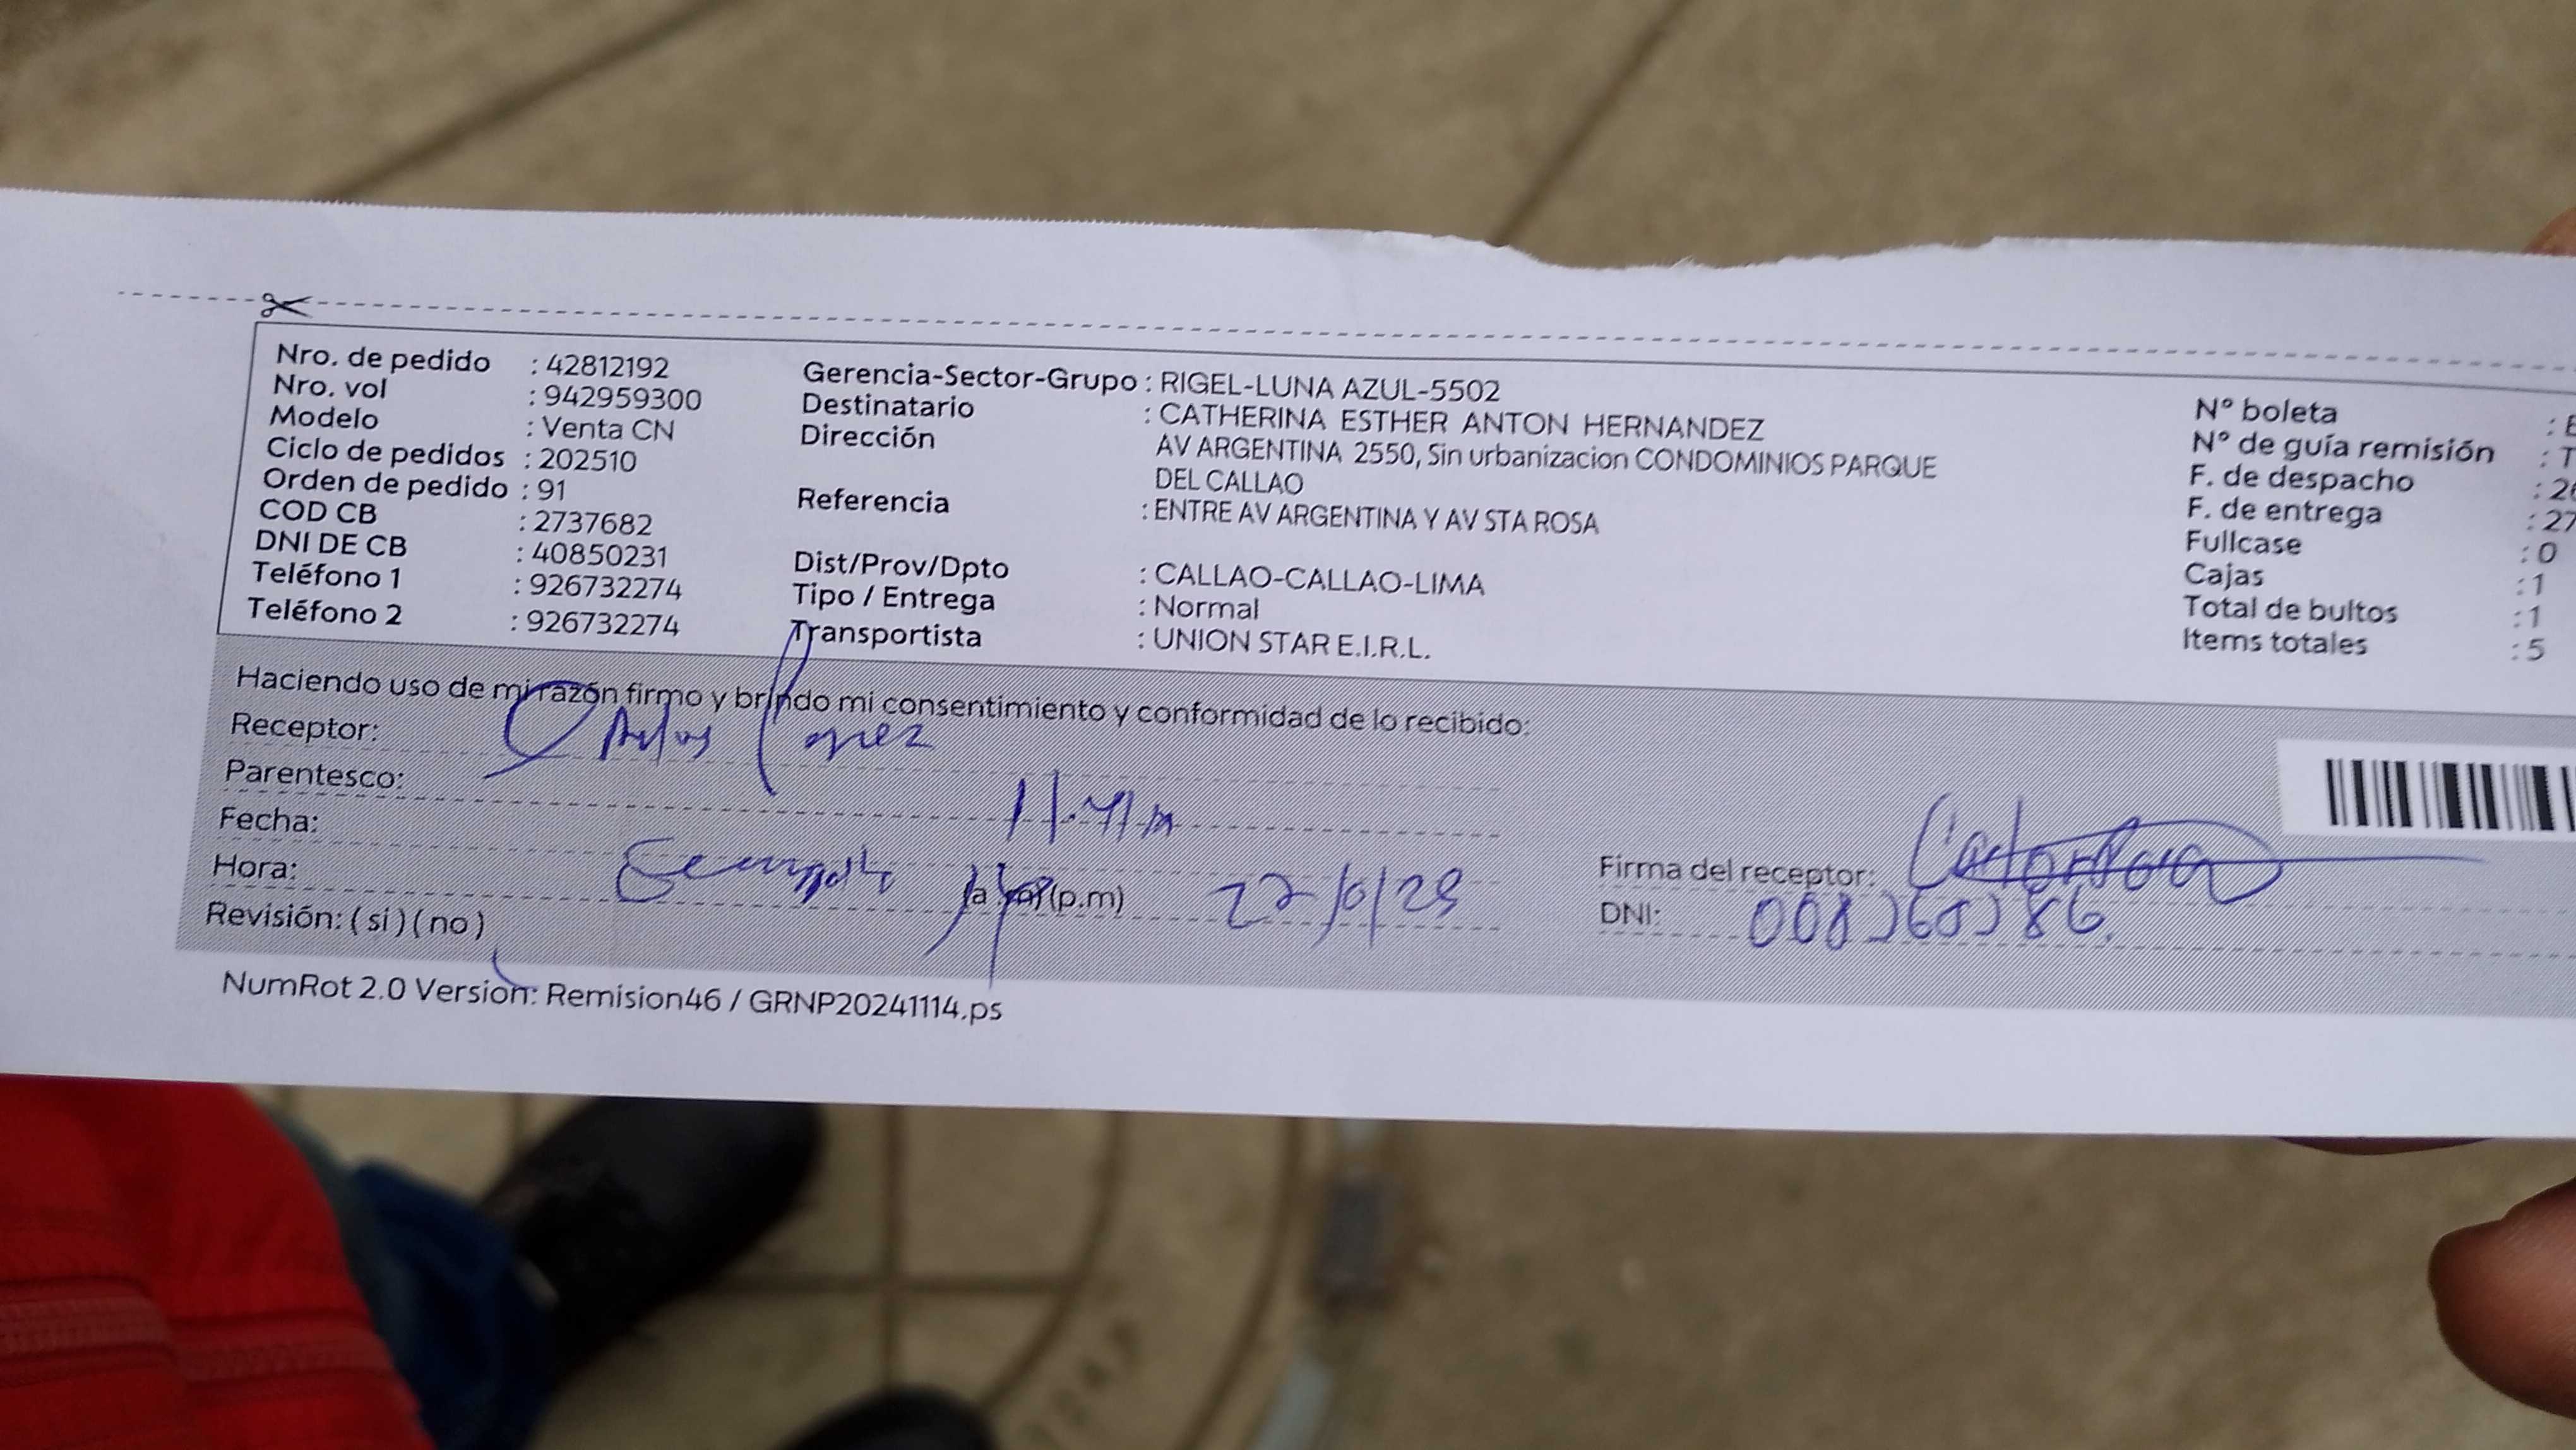 Nro. de pedido : 42812192
Nro. vol : 942959300
Modelo : Venta CN
Ciclo de pedidos : 202510
Orden de pedido : 91
COD CB : 2737682
DNI DE CB : 40850231
Teléfono 1 : 926732274
Teléfono 2 : 926732274
Gerencia-Sector-Grupo : RIGEL-LUNA AZUL-5502
Destinatario : CATHERINA ESTHER ANTON HERNANDEZ
Dirección AV ARGENTINA 2550, Sin urbanizacion CONDOMINIOS PARQUE
DEL CALLAO
Referencia : ENTRE AV ARGENTINA Y AV STA ROSA
Dist/Prov/Dpto : CALLAO-CALLAO-LIMA
Tipo / Entrega : Normal
Transportista : UNION STAR E.I.R.L.
N° boleta :
N° de guía remisión : T
F. de despacho : 26
F. de entrega : 27
Fullcase : 0
Cajas : 1
Total de bultos : 1
Items totales : 5
Haciendo uso de mi razón firmo y brindo mi consentimiento y conformidad de lo recibido:
Receptor: Carlos Lopez
Parentesco:
Fecha:
Hora: (p.m)
Revisión: ( si ) ( no )
Firma del receptor:
DNI:
NumRot 2.0 Version: Remision46 / GRNP20241114.ps